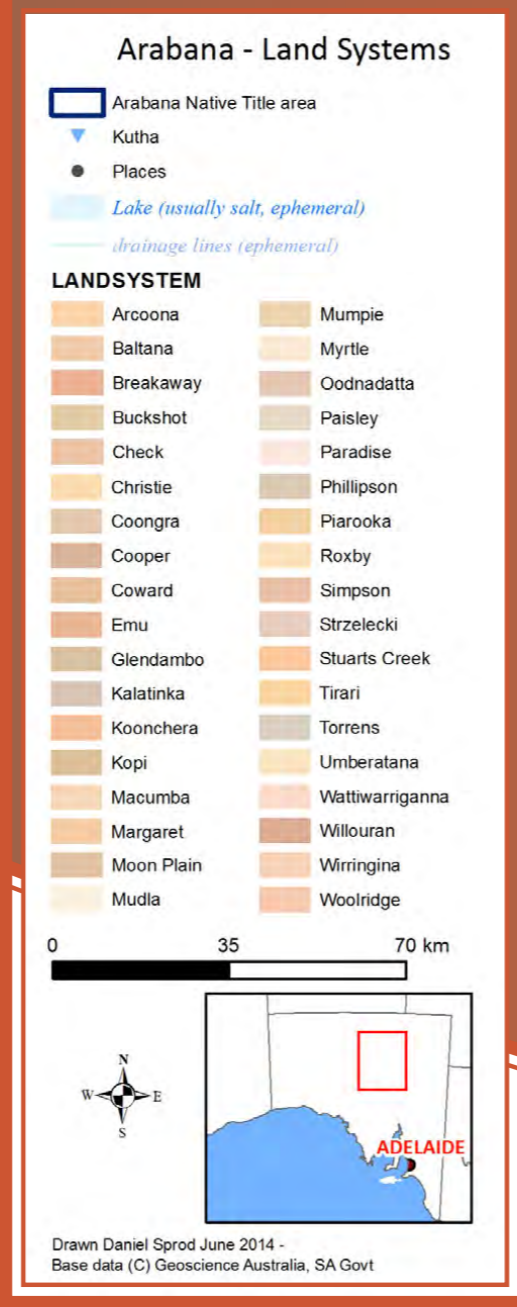 Arabana - Land Systems
Arabana Native Title area
Kutha
Places
Lake (usually salt, ephemeral)
drainage lines (ephemeral)
LANDSYSTEM
Arcoona
Baltana
Breakaway
Buckshot
Check
Christie
Coongra
Cooper
Coward
Emu
Glendambo
Kalatinka
Koonchera
Kopi
Macumba
Margaret
Moon Plain
Mudla
Mumpie
Myrtle
Oodnadatta
Paisley
Paradise
Phillipson
Piarooka
Roxby
Simpson
Strzelecki
Stuarts Creek
Tirari
Torrens
Umberatana
Wattiwarriganna
Willouran
Wirringina
Woolridge
0 35 70 km
N
W E
S
ADELAIDE
Drawn Daniel Sprod June 2014 -
Base data (C) Geoscience Australia, SA Govt